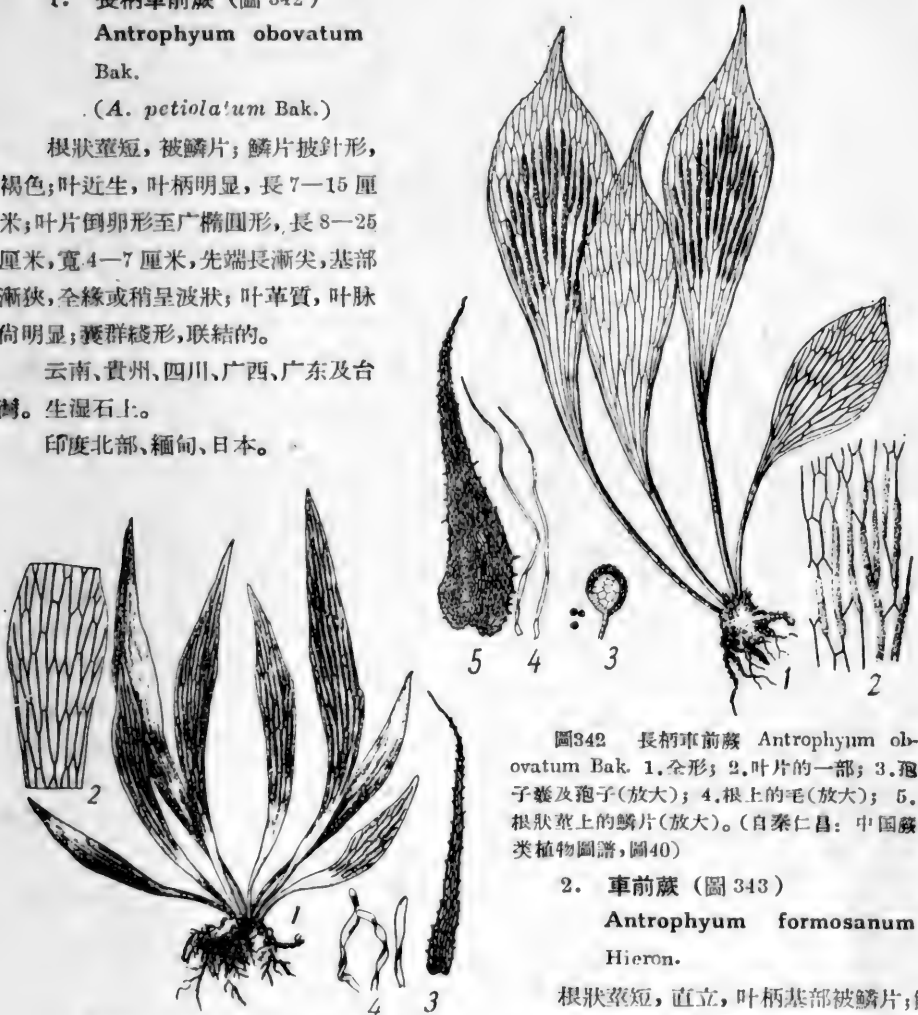 1. 長柄車前蕨 (圖 342)
Antrophyum obovatum
Bak.
(A. petiolatum Bak.)
根狀莖短, 被鱗片; 鱗片披針形,
褐色; 叶近生, 叶柄明显, 長 7—15 厘
米; 叶片倒卵形至广橢圓形, 長 8—25
厘米, 寬 4—7 厘米, 先端長漸尖, 基部
漸狹, 全緣或稍呈波狀; 叶革質, 叶脉
尚明显; 囊群綫形, 联結的。
云南、貴州、四川、广西、广东及台
灣。生湿石上。
印度北部、緬甸、日本。
5 4 3 1 2
2 1 4 3
圖342 長柄車前蕨 Antrophyum ob-
ovatum Bak. 1.全形; 2.叶片的一部; 3.孢
子囊及孢子(放大); 4.根上的毛(放大); 5.
根狀莖上的鱗片(放大)。(自秦仁昌: 中国蕨
类植物圖譜, 圖40)
2. 車前蕨 (圖 343)
Antrophyum formosanum
Hieron.
根狀莖短, 直立, 叶柄基部被鱗片;